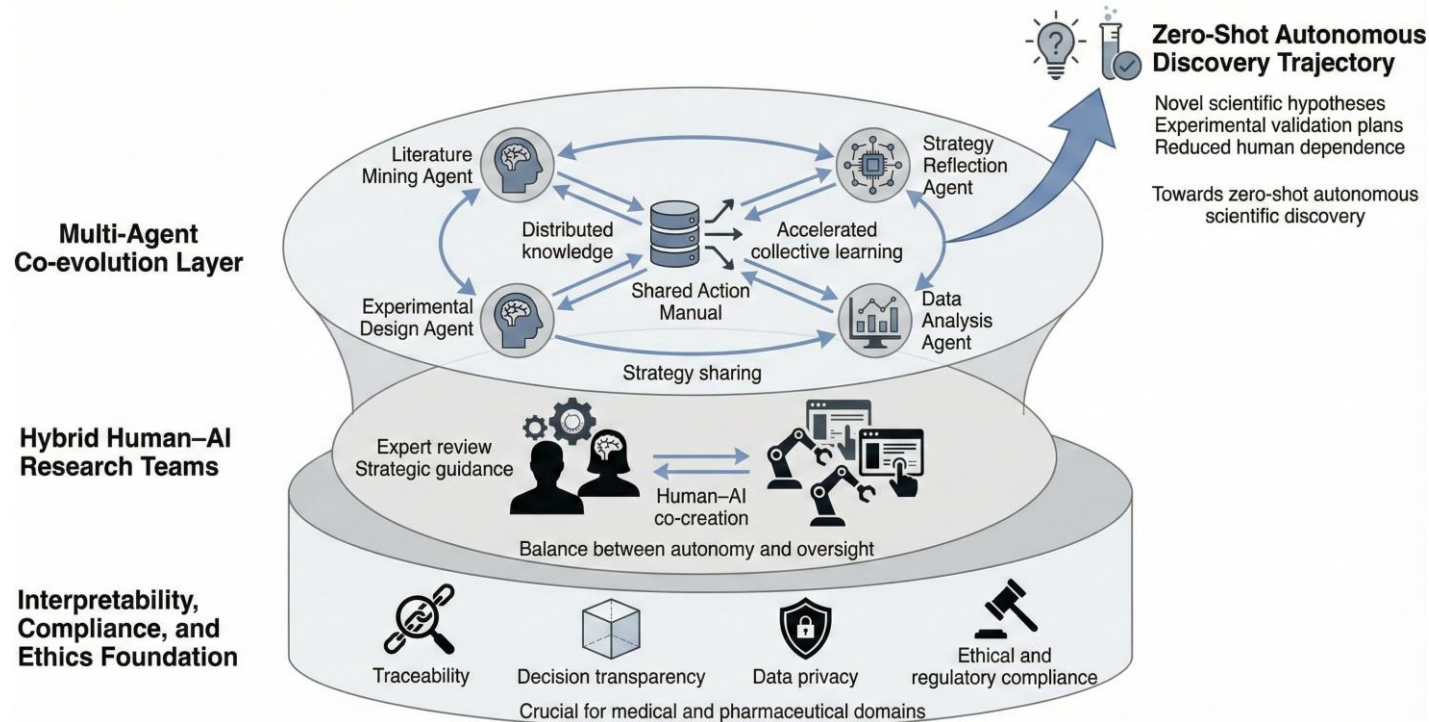 Zero-Shot Autonomous
Discovery Trajectory
Novel scientific hypotheses
Experimental validation plans
Reduced human dependence
Towards zero-shot autonomous
scientific discovery
Multi-Agent
Co-evolution Layer
Literature
Mining Agent
Strategy
Reflection
Agent
Distributed
knowledge
Accelerated
collective learning
Shared Action
Manual
Experimental
Design Agent
Data
Analysis
Agent
Strategy sharing
Hybrid Human–AI
Research Teams
Expert review
Strategic guidance
Human–AI
co-creation
Balance between autonomy and oversight
Interpretability,
Compliance, and
Ethics Foundation
Traceability
Decision transparency
Data privacy
Ethical and
regulatory compliance
Crucial for medical and pharmaceutical domains